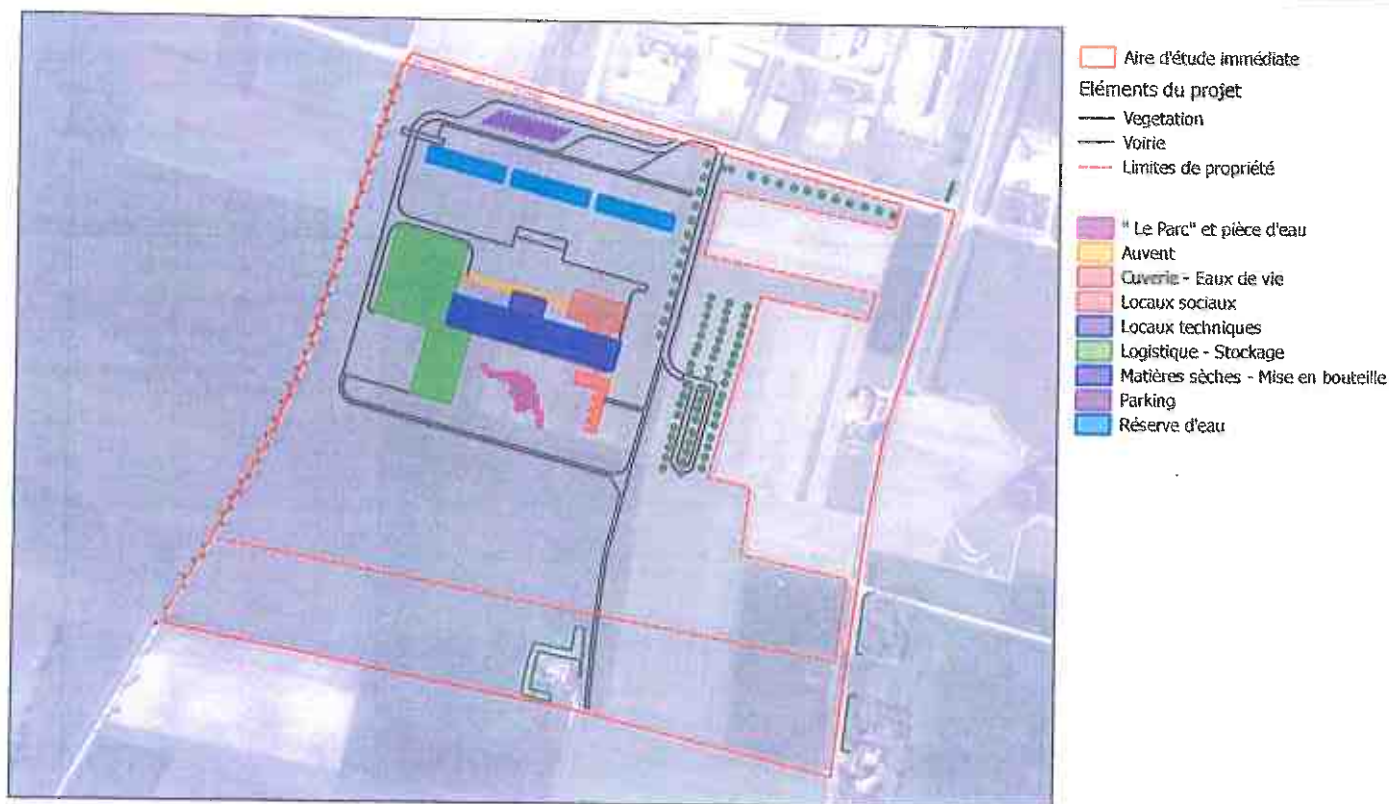 Aire d'étude immédiate
Eléments du projet
Vegetation
Voirie
Limites de propriété
" Le Parc" et pièce d'eau
Auvent
Cuverie - Eaux de vie
Locaux sociaux
Locaux techniques
Logistique - Stockage
Matières sèches - Mise en bouteille
Parking
Réserve d'eau